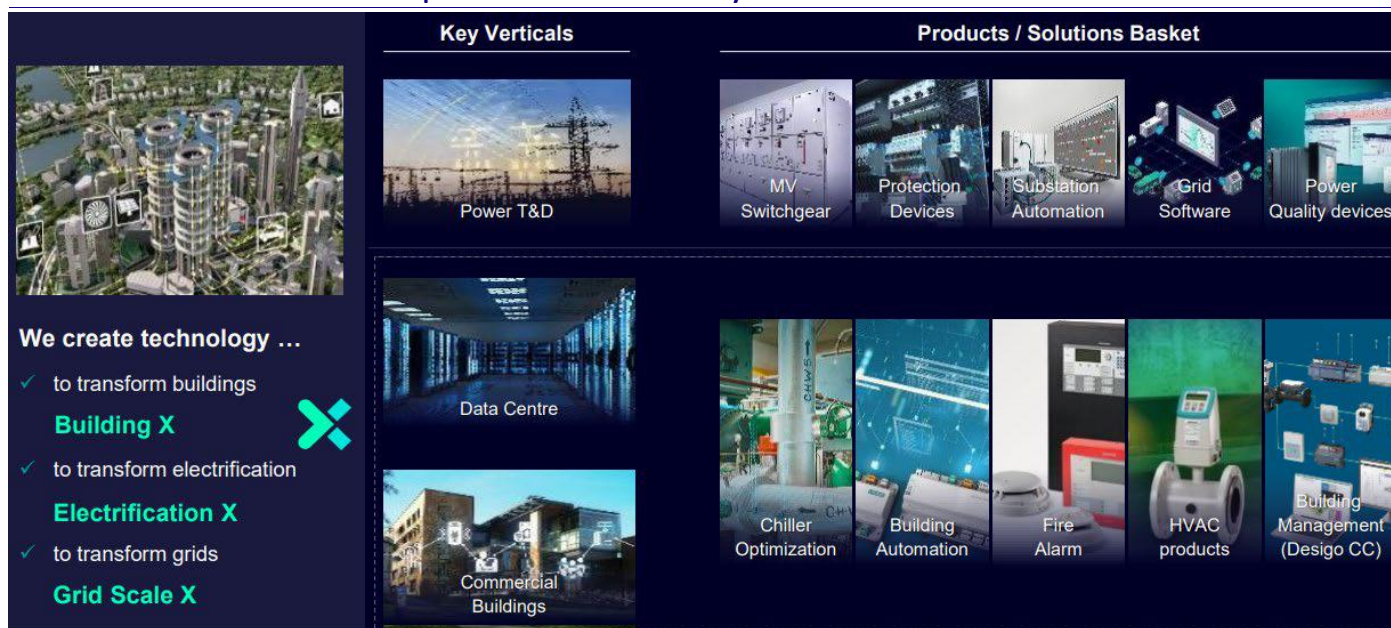 Key Verticals
Products / Solutions Basket
Power T&D
MV
Switchgear
Protection
Devices
Substation
Automation
Grid
Software
Power
Quality devices
We create technology …
✓ to transform buildings
Building X
✓ to transform electrification
Electrification X
✓ to transform grids
Grid Scale X
Data Centre
Commercial
Buildings
Chiller
Optimization
Building
Automation
Fire
Alarm
HVAC
products
Building
Management
(Desigo CC)
CHWS